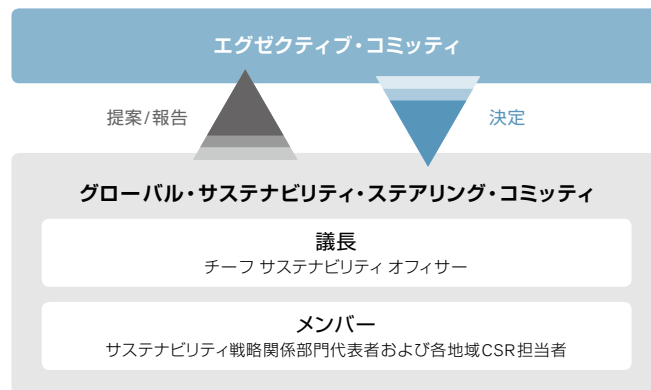 エグゼクティブ・コミッティ
提案/報告
決定
グローバル・サステナビリティ・ステアリング・コミッティ
議長
チーフ サステナビリティ オフィサー
メンバー
サステナビリティ戦略関係部門代表者および各地域CSR担当者